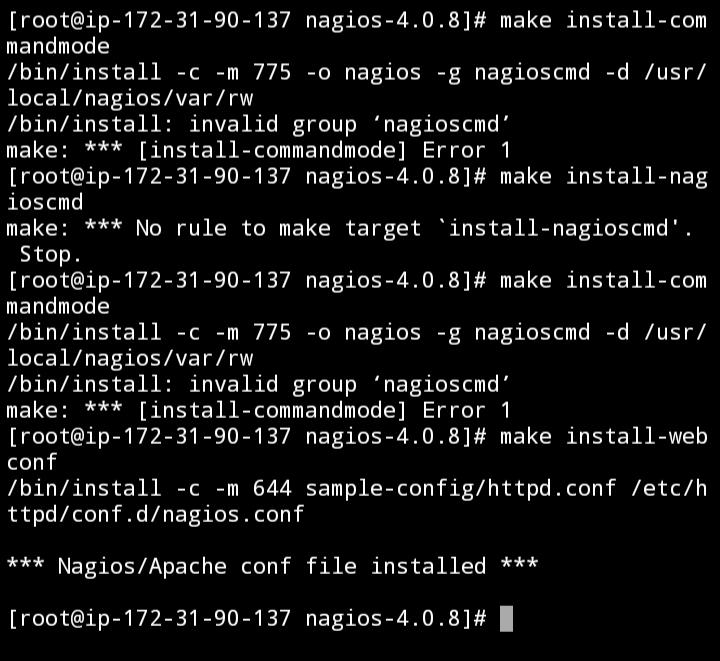 [root@ip-172-31-90-137 nagios-4.0.8]# make install-com
mandmode
/bin/install -c -m 775 -o nagios -g nagioscmd -d /usr/
local/nagios/var/rw
/bin/install: invalid group ‘nagioscmd’
make: *** [install-commandmode] Error 1
[root@ip-172-31-90-137 nagios-4.0.8]# make install-nag
ioscmd
make: *** No rule to make target `install-nagioscmd'.
 Stop.
[root@ip-172-31-90-137 nagios-4.0.8]# make install-com
mandmode
/bin/install -c -m 775 -o nagios -g nagioscmd -d /usr/
local/nagios/var/rw
/bin/install: invalid group ‘nagioscmd’
make: *** [install-commandmode] Error 1
[root@ip-172-31-90-137 nagios-4.0.8]# make install-web
conf
/bin/install -c -m 644 sample-config/httpd.conf /etc/h
ttpd/conf.d/nagios.conf
*** Nagios/Apache conf file installed ***
[root@ip-172-31-90-137 nagios-4.0.8]#